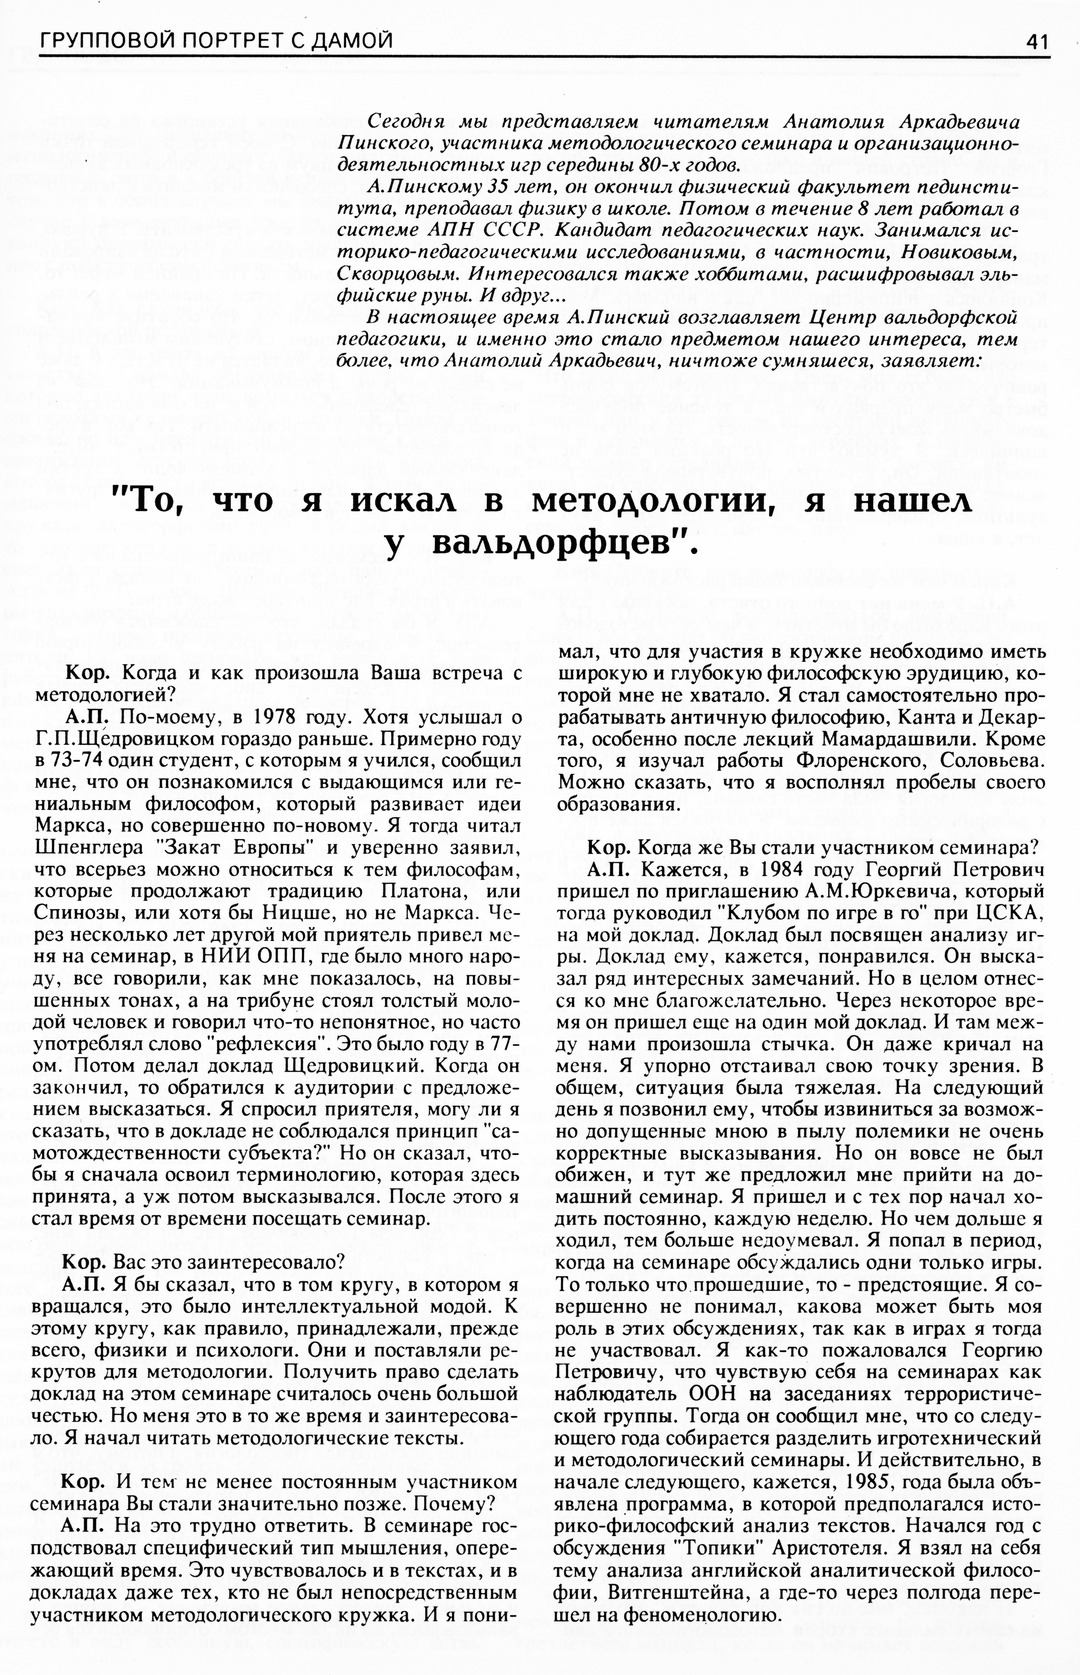 ГРУППОВОЙ ПОРТРЕТ С ДАМОЙ
41
Сегодня мы представляем читателям Анатолия Аркадьевича
Пинского, участника методологического семинара и организационно-
деятельностных игр середины 80-х годов.
А.Пинскому 35 лет, он окончил физический факультет пединсти-
тута, преподавал физику в школе. Потом в течение 8 лет работал в
системе АПН СССР. Кандидат педагогических наук. Занимался ис-
торико-педагогическими исследованиями, в частности, Новиковым,
Скворцовым. Интересовался также хоббитами, расшифровывал эль-
фийские руны. И вдруг...
В настоящее время А.Пинский возглавляет Центр вальдорфской
педагогики, и именно это стало предметом нашего интереса, тем
более, что Анатолий Аркадьевич, ничтоже сумняшеся, заявляет:
"То, что я искал в методологии, я нашел
у вальдорфцев".
Кор. Когда и как произошла Ваша встреча с
методологией?
А.П. По-моему, в 1978 году. Хотя услышал о
Г.П.Щедровицком гораздо раньше. Примерно году
в 73-74 один студент, с которым я учился, сообщил
мне, что он познакомился с выдающимся или ге-
ниальным философом, который развивает идеи
Маркса, но совершенно по-новому. Я тогда читал
Шпенглера "Закат Европы" и уверенно заявил,
что всерьез можно относиться к тем философам,
которые продолжают традицию Платона, или
Спинозы, или хотя бы Ницше, но не Маркса. Че-
рез несколько лет другой мой приятель привел ме-
ня на семинар, в НИИ ОПП, где было много наро-
ду, все говорили, как мне показалось, на повы-
шенных тонах, а на трибуне стоял толстый моло-
дой человек и говорил что-то непонятное, но часто
употреблял слово "рефлексия". Это было году в 77-
ом. Потом делал доклад Щедровицкий. Когда он
закончил, то обратился к аудитории с предложе-
нием высказаться. Я спросил приятеля, могу ли я
сказать, что в докладе не соблюдался принцип "са-
мотождественности субъекта?" Но он сказал, что-
бы я сначала освоил терминологию, которая здесь
принята, а уж потом высказывался. После этого я
стал время от времени посещать семинар.
Кор. Вас это заинтересовало?
А.П. Я бы сказал, что в том кругу, в котором я
вращался, это было интеллектуальной модой. К
этому кругу, как правило, принадлежали, прежде
всего, физики и психологи. Они и поставляли ре-
крутов для методологии. Получить право сделать
доклад на этом семинаре считалось очень большой
честью. Но меня это в то же время и заинтересова-
ло. Я начал читать методологические тексты.
Кор. И тем не менее постоянным участником
семинара Вы стали значительно позже. Почему?
А.П. На это трудно ответить. В семинаре гос-
подствовал специфический тип мышления, опере-
жающий время. Это чувствовалось и в текстах, и в
докладах даже тех, кто не был непосредственным
участником методологического кружка. И я пони-
мал, что для участия в кружке необходимо иметь
широкую и глубокую философскую эрудицию, ко-
торой мне не хватало. Я стал самостоятельно про-
рабатывать античную философию, Канта и Декар-
та, особенно после лекций Мамардашвили. Кроме
того, я изучал работы Флоренского, Соловьева.
Можно сказать, что я восполнял пробелы своего
образования.
Кор. Когда же Вы стали участником семинара?
А.П. Кажется, в 1984 году Георгий Петрович
пришел по приглашению А.М.Юркевича, который
тогда руководил "Клубом по игре в го" при ЦСКА,
на мой доклад. Доклад был посвящен анализу иг-
ры. Доклад ему, кажется, понравился. Он выска-
зал ряд интересных замечаний. Но в целом отнес-
ся ко мне благожелательно. Через некоторое вре-
мя он пришел еще на один мой доклад. И там меж-
ду нами произошла стычка. Он даже кричал на
меня. Я упорно отстаивал свою точку зрения. В
общем, ситуация была тяжелая. На следующий
день я позвонил ему, чтобы извиниться за возмож-
но допущенные мною в пылу полемики не очень
корректные высказывания. Но он вовсе не был
обижен, и тут же предложил мне прийти на до-
машний семинар. Я пришел и с тех пор начал хо-
дить постоянно, каждую неделю. Но чем дольше я
ходил, тем больше недоумевал. Я попал в период,
когда на семинаре обсуждались одни только игры.
То только что прошедшие, то - предстоящие. Я со-
вершенно не понимал, какова может быть моя
роль в этих обсуждениях, так как в играх я тогда
не участвовал. Я как-то пожаловался Георгию
Петровичу, что чувствую себя на семинарах как
наблюдатель ООН на заседаниях террористиче-
ской группы. Тогда он сообщил мне, что со следу-
ющего года собирается разделить игротехнический
и методологический семинары. И действительно, в
начале следующего, кажется, 1985, года была объ-
явлена программа, в которой предполагался исто-
рико-философский анализ текстов. Начался год с
обсуждения "Топики" Аристотеля. Я взял на себя
тему анализа английской аналитической филосо-
фии, Витгенштейна, а где-то через полгода пере-
шел на феноменологию.